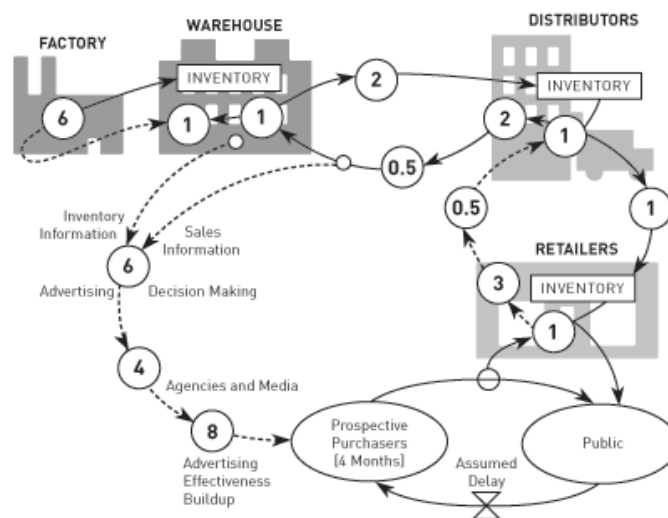 FACTORY
WAREHOUSE
DISTRIBUTORS
INVENTORY
INVENTORY
6
1
1
2
2
1
0.5
0.5
1
Inventory
Information
Sales
Information
RETAILERS
3
INVENTORY
1
6
Advertising
Decision Making
4
Agencies and Media
8
Advertising
Effectiveness
Buildup
Prospective
Purchasers
[4 Months]
Assumed
Delay
Public